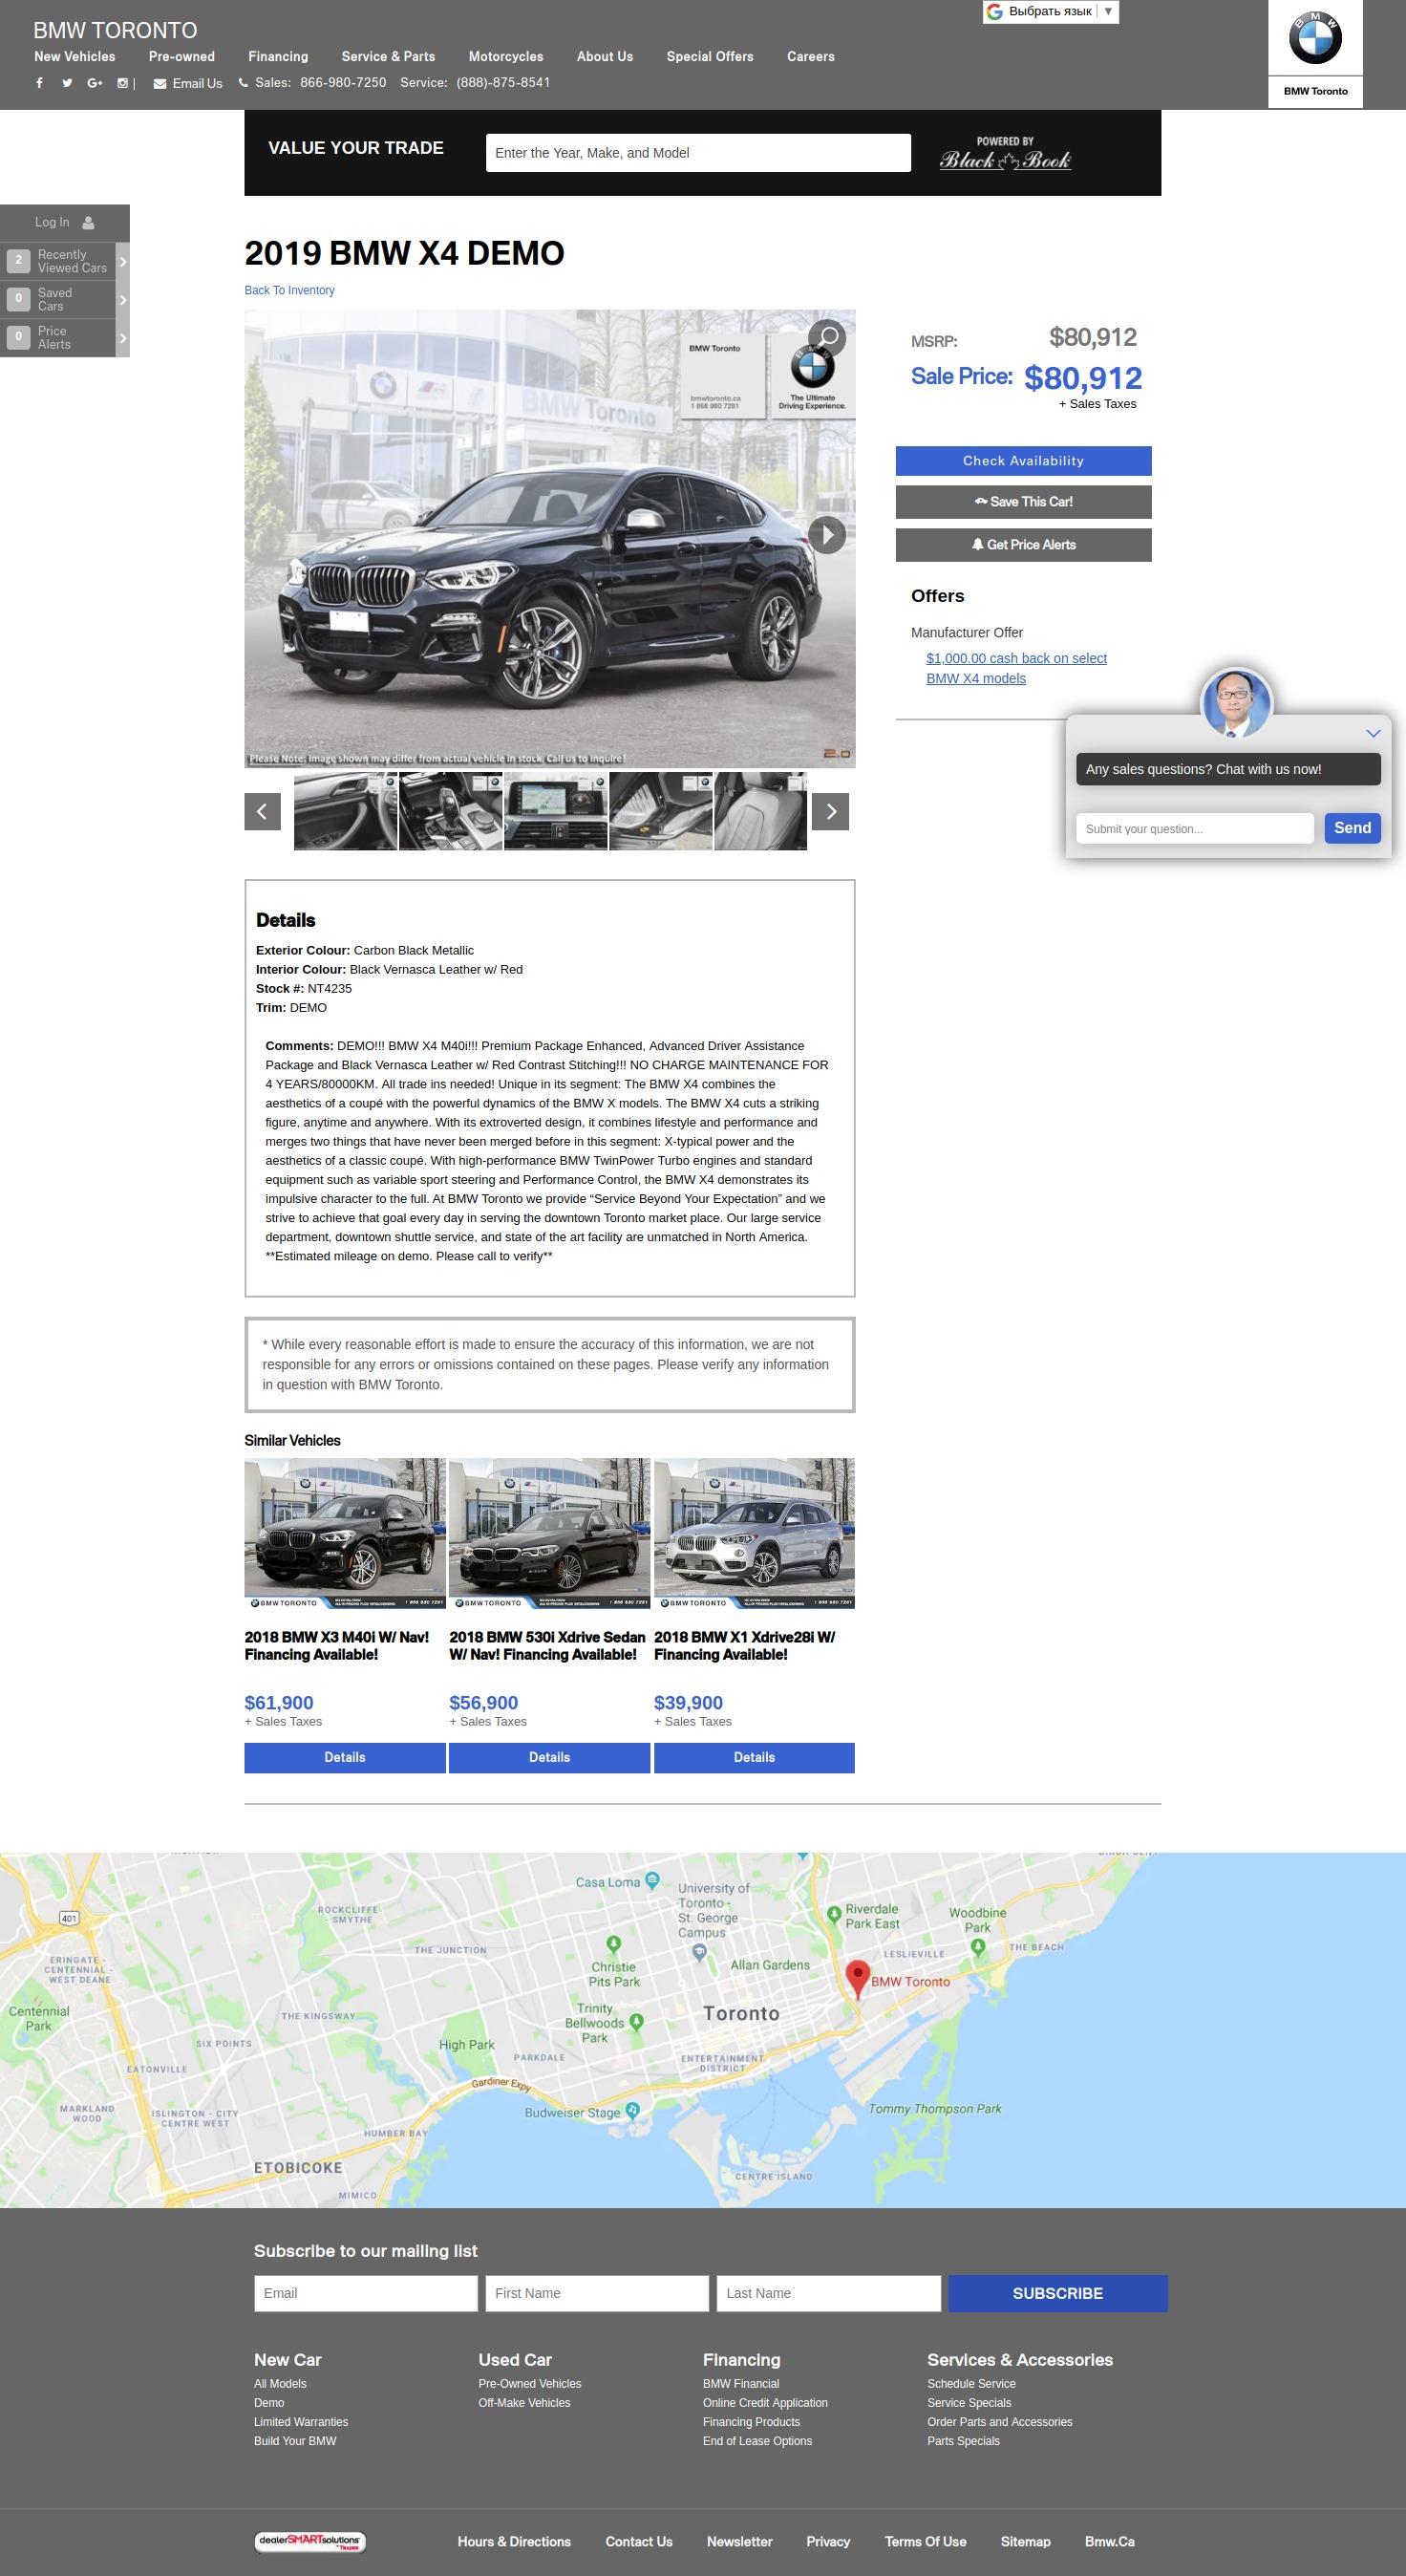 BMW TORONTO
Выбрать язык ▼
New Vehicles Pre-owned Financing Service & Parts Motorcycles About Us Special Offers Careers
Email Us Sales: 866-980-7250 Service: (888)-875-8541
BMW Toronto
VALUE YOUR TRADE
Enter the Year, Make, and Model
POWERED BY
Black Book
Log In
2 Recently
Viewed Cars
0 Saved
Cars
0 Price
Alerts
2019 BMW X4 DEMO
Back To Inventory
BMW Toronto
bmwtoronto.ca
1 866 980 7281
The Ultimate
Driving Experience.
BMW Toronto
Please Note: Image shown may differ from actual vehicle in stock. Call us to inquire!
2.0
MSRP: $80,912
Sale Price: $80,912
+ Sales Taxes
Check Availability
Save This Car!
Get Price Alerts
Offers
Manufacturer Offer
$1,000.00 cash back on select
BMW X4 models
Any sales questions? Chat with us now!
Submit your question...
Send
Details
Exterior Colour: Carbon Black Metallic
Interior Colour: Black Vernasca Leather w/ Red
Stock #: NT4235
Trim: DEMO
Comments: DEMO!!! BMW X4 M40i!!! Premium Package Enhanced, Advanced Driver Assistance
Package and Black Vernasca Leather w/ Red Contrast Stitching!!! NO CHARGE MAINTENANCE FOR
4 YEARS/80000KM. All trade ins needed! Unique in its segment: The BMW X4 combines the
aesthetics of a coupé with the powerful dynamics of the BMW X models. The BMW X4 cuts a striking
figure, anytime and anywhere. With its extroverted design, it combines lifestyle and performance and
merges two things that have never been merged before in this segment: X-typical power and the
aesthetics of a classic coupé. With high-performance BMW TwinPower Turbo engines and standard
equipment such as variable sport steering and Performance Control, the BMW X4 demonstrates its
impulsive character to the full. At BMW Toronto we provide “Service Beyond Your Expectation” and we
strive to achieve that goal every day in serving the downtown Toronto market place. Our large service
department, downtown shuttle service, and state of the art facility are unmatched in North America.
**Estimated mileage on demo. Please call to verify**
* While every reasonable effort is made to ensure the accuracy of this information, we are not
responsible for any errors or omissions contained on these pages. Please verify any information
in question with BMW Toronto.
Similar Vehicles
BMW TORONTO 1 866 980 7281
BMW TORONTO 1 866 980 7281
BMW TORONTO 1 866 980 7281
2018 BMW X3 M40i W/ Nav!
Financing Available!
2018 BMW 530i Xdrive Sedan
W/ Nav! Financing Available!
2018 BMW X1 Xdrive28i W/
Financing Available!
$61,900
+ Sales Taxes
$56,900
+ Sales Taxes
$39,900
+ Sales Taxes
Details
Details
Details
Casa Loma
University of
Toronto -
St. George
Campus
Riverdale
Park East
Woodbine
Park
401
ROCKCLIFFE
- SMYTHE
THE JUNCTION
LESLIEVILLE
THE BEACH
ERINGATE -
CENTENNIAL -
WEST DEANE
Christie
Pits Park
Allan Gardens
BMW Toronto
Centennial
Park
THE KINGSWAY
Trinity
Bellwoods
Park
Toronto
SIX POINTS
High Park
PARKDALE
ENTERTAINMENT
DISTRICT
EATONVILLE
Gardiner Expy
MARKLAND
WOOD
ISLINGTON - CITY
CENTRE WEST
Budweiser Stage
Tommy Thompson Park
HUMBER BAY
ETOBICOKE
CENTRE ISLAND
MIMICO
Subscribe to our mailing list
Email First Name Last Name SUBSCRIBE
New Car
All Models
Demo
Limited Warranties
Build Your BMW
Used Car
Pre-Owned Vehicles
Off-Make Vehicles
Financing
BMW Financial
Online Credit Application
Financing Products
End of Lease Options
Services & Accessories
Schedule Service
Service Specials
Order Parts and Accessories
Parts Specials
dealerSMARTsolutions
Hours & Directions Contact Us Newsletter Privacy Terms Of Use Sitemap Bmw.Ca